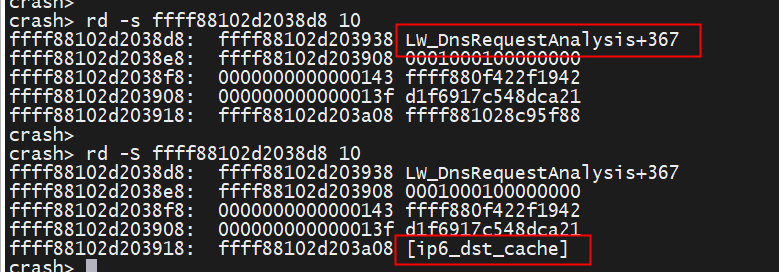 crash>
crash> rd -s ffff88102d2038d8 10
ffff88102d2038d8:  ffff88102d203938 LW_DnsRequestAnalysis+367
ffff88102d2038e8:  ffff88102d203908 0001000100000000
ffff88102d2038f8:  0000000000000143 ffff880f422f1942
ffff88102d203908:  000000000000013f d1f6917c548dca21
ffff88102d203918:  ffff88102d203a08 ffff881028c95f88
crash>
crash> rd -S ffff88102d2038d8 10
ffff88102d2038d8:  ffff88102d203938 LW_DnsRequestAnalysis+367
ffff88102d2038e8:  ffff88102d203908 0001000100000000
ffff88102d2038f8:  0000000000000143 ffff880f422f1942
ffff88102d203908:  000000000000013f d1f6917c548dca21
ffff88102d203918:  ffff88102d203a08 [ip6_dst_cache]
crash>